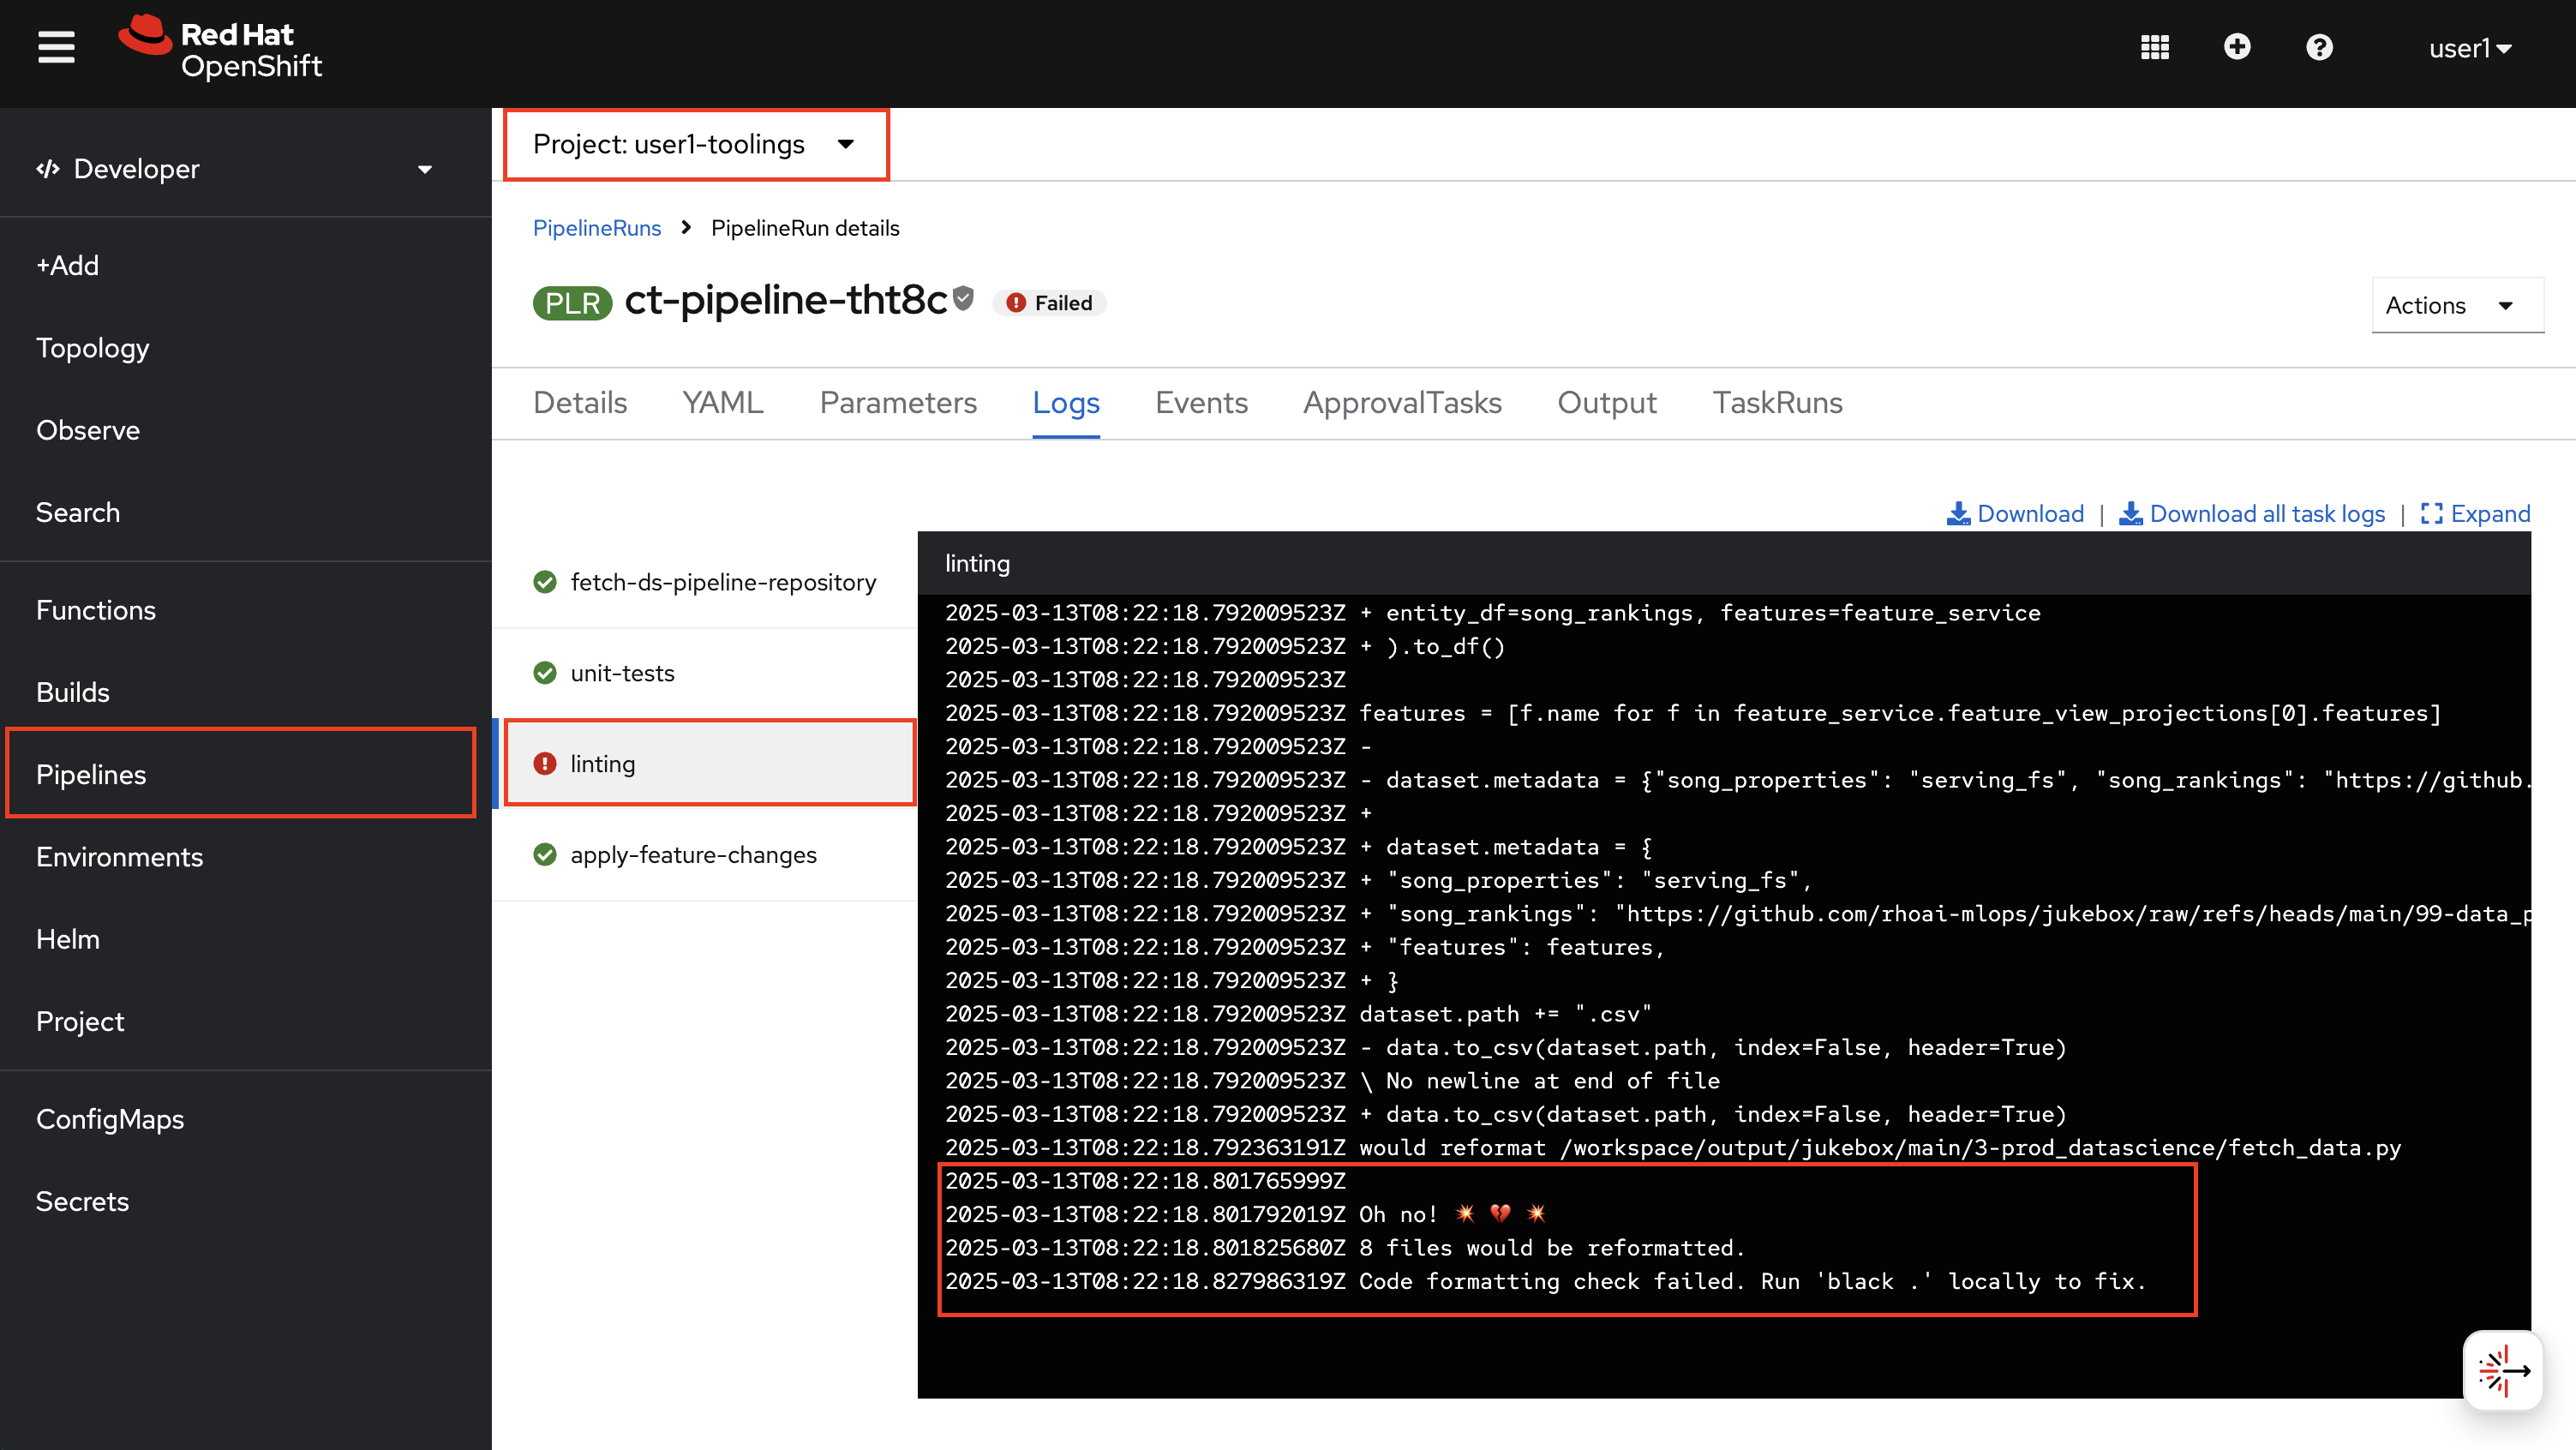 Red Hat
OpenShift
user1
Developer
+Add
Topology
Observe
Search
Functions
Builds
Pipelines
Environments
Helm
Project
ConfigMaps
Secrets
Project: user1-toolings
PipelineRuns > PipelineRun details
PLR ct-pipeline-tht8c Failed
Actions
Details YAML Parameters Logs Events ApprovalTasks Output TaskRuns
Download | Download all task logs | Expand
fetch-ds-pipeline-repository
unit-tests
linting
apply-feature-changes
linting
2025-03-13T08:22:18.792009523Z + entity_df=song_rankings, features=feature_service
2025-03-13T08:22:18.792009523Z + ).to_df()
2025-03-13T08:22:18.792009523Z
2025-03-13T08:22:18.792009523Z features = [f.name for f in feature_service.feature_view_projections[0].features]
2025-03-13T08:22:18.792009523Z -
2025-03-13T08:22:18.792009523Z - dataset.metadata = {"song_properties": "serving_fs", "song_rankings": "https://github.
2025-03-13T08:22:18.792009523Z +
2025-03-13T08:22:18.792009523Z + dataset.metadata = {
2025-03-13T08:22:18.792009523Z + "song_properties": "serving_fs",
2025-03-13T08:22:18.792009523Z + "song_rankings": "https://github.com/rhoai-mlops/jukebox/raw/refs/heads/main/99-data_p
2025-03-13T08:22:18.792009523Z + "features": features,
2025-03-13T08:22:18.792009523Z + }
2025-03-13T08:22:18.792009523Z dataset.path += ".csv"
2025-03-13T08:22:18.792009523Z - data.to_csv(dataset.path, index=False, header=True)
2025-03-13T08:22:18.792009523Z \ No newline at end of file
2025-03-13T08:22:18.792009523Z + data.to_csv(dataset.path, index=False, header=True)
2025-03-13T08:22:18.792363191Z would reformat /workspace/output/jukebox/main/3-prod_datascience/fetch_data.py
2025-03-13T08:22:18.801765999Z
2025-03-13T08:22:18.801792019Z Oh no! 💥 💔 💥
2025-03-13T08:22:18.801825680Z 8 files would be reformatted.
2025-03-13T08:22:18.827986319Z Code formatting check failed. Run 'black .' locally to fix.